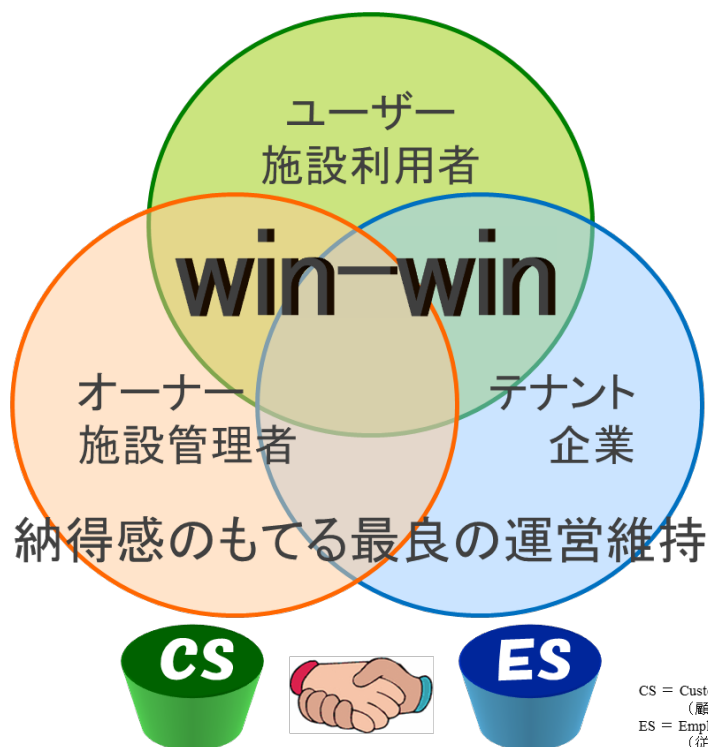 ユーザー
施設利用者
win-win
オーナー
施設管理者
テナント
企業
納得感のもてる最良の運営維持
CS
ES
CS =
（顧
ES =
（従